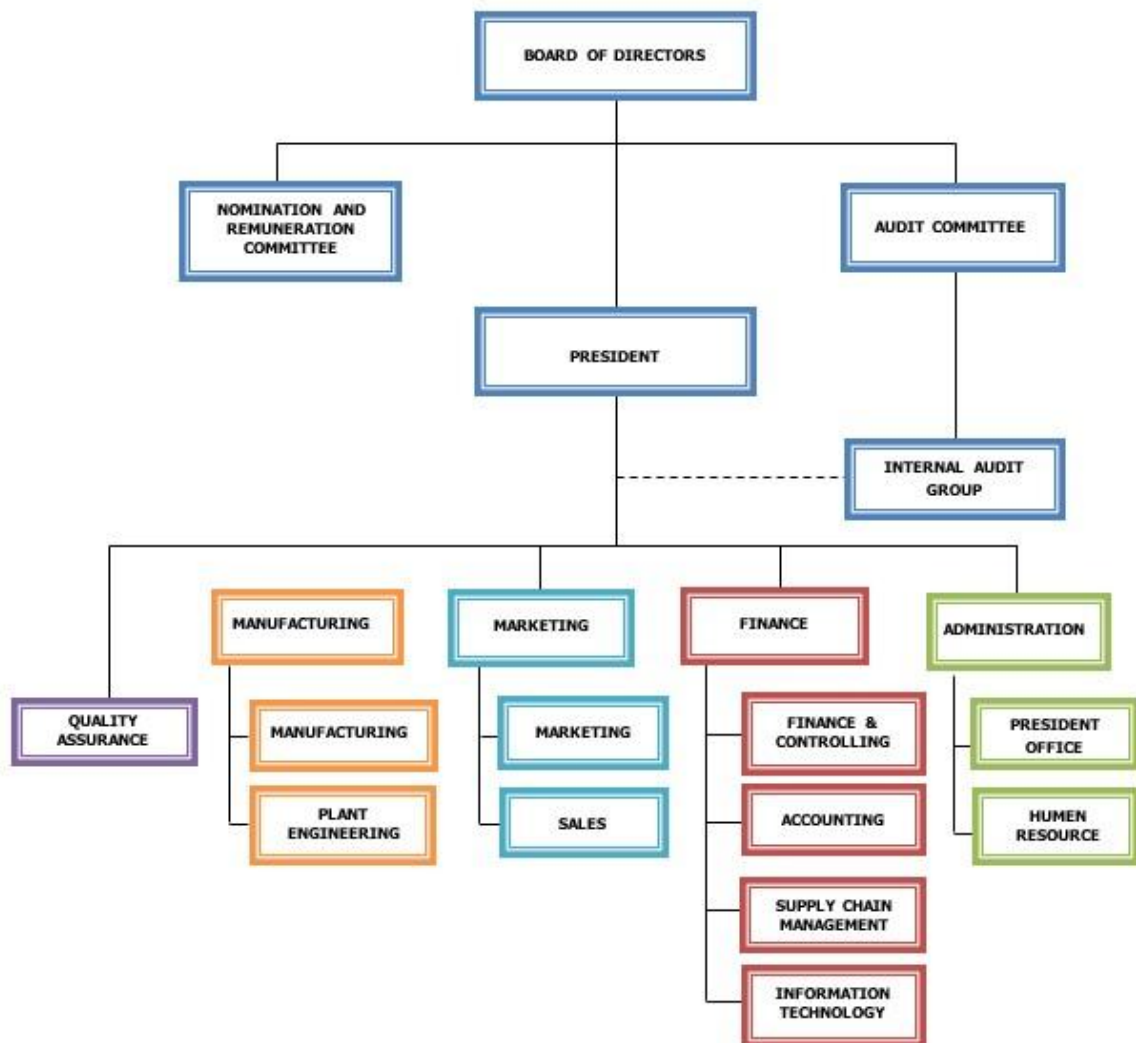 BOARD OF DIRECTORS
NOMINATION AND
REMUNERATION
COMMITTEE
AUDIT COMMITTEE
PRESIDENT
INTERNAL AUDIT
GROUP
MANUFACTURING
MARKETING
FINANCE
ADMINISTRATION
QUALITY
ASSURANCE
MANUFACTURING
MARKETING
FINANCE &
CONTROLLING
PRESIDENT
OFFICE
PLANT
ENGINEERING
SALES
ACCOUNTING
HUMEN
RESOURCE
SUPPLY CHAIN
MANAGEMENT
INFORMATION
TECHNOLOGY